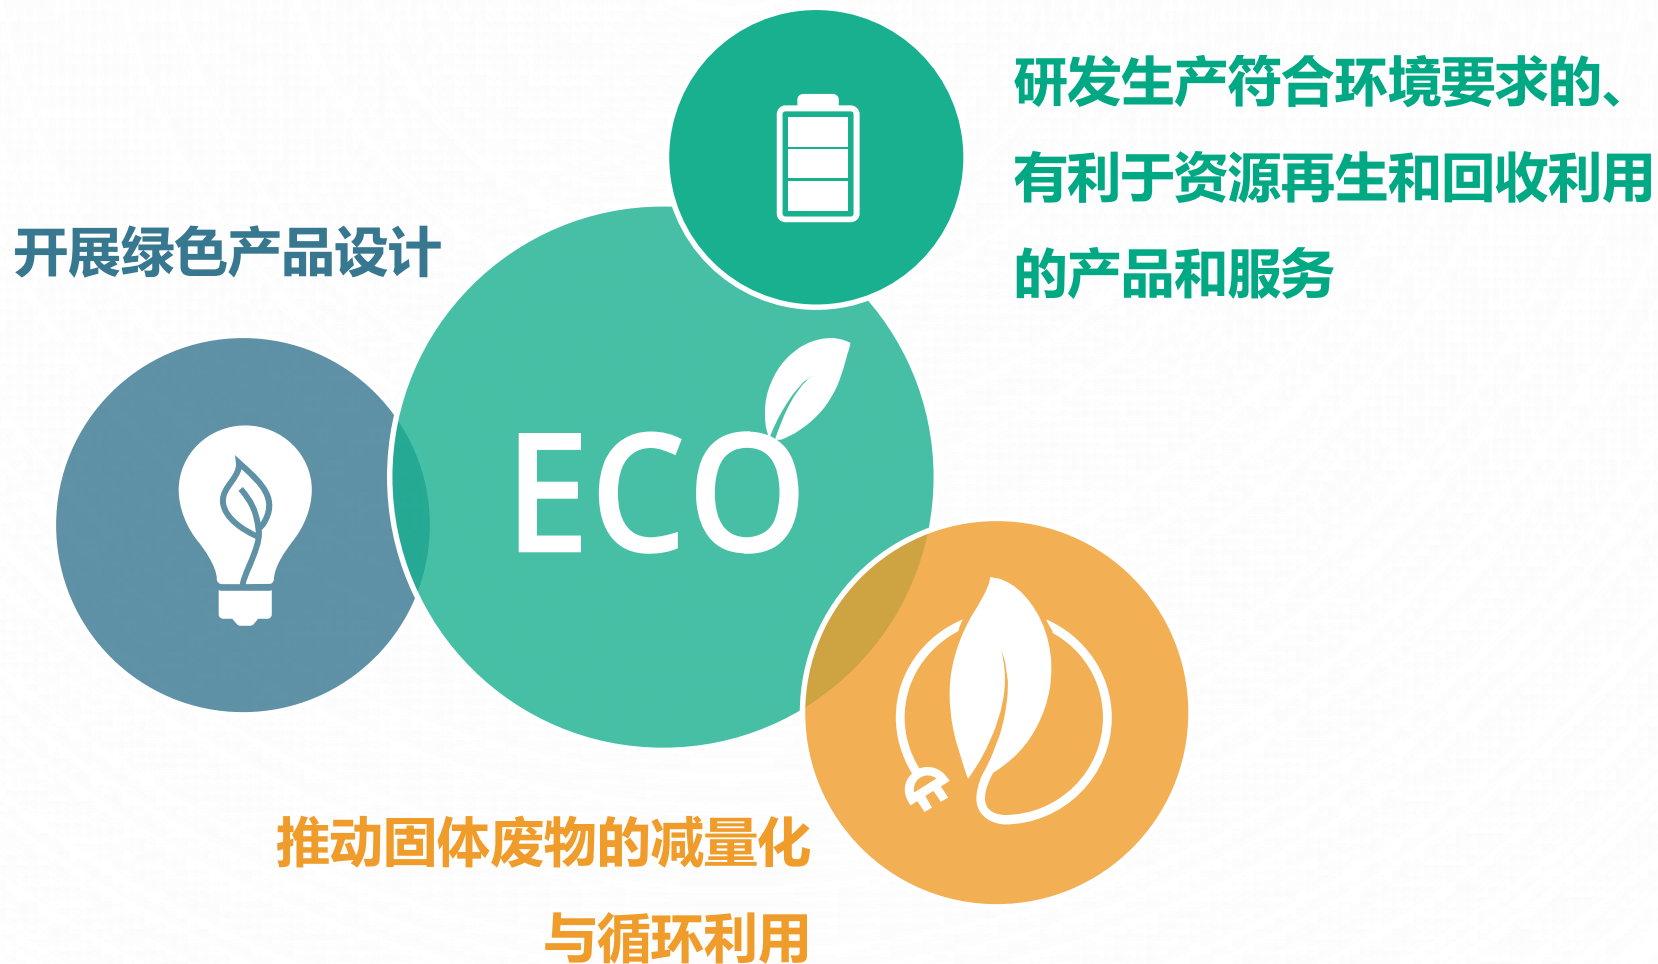 研发生产符合环境要求的、
有利于资源再生和回收利用
的产品和服务
开展绿色产品设计
ECO
推动固体废物的减量化
与循环利用